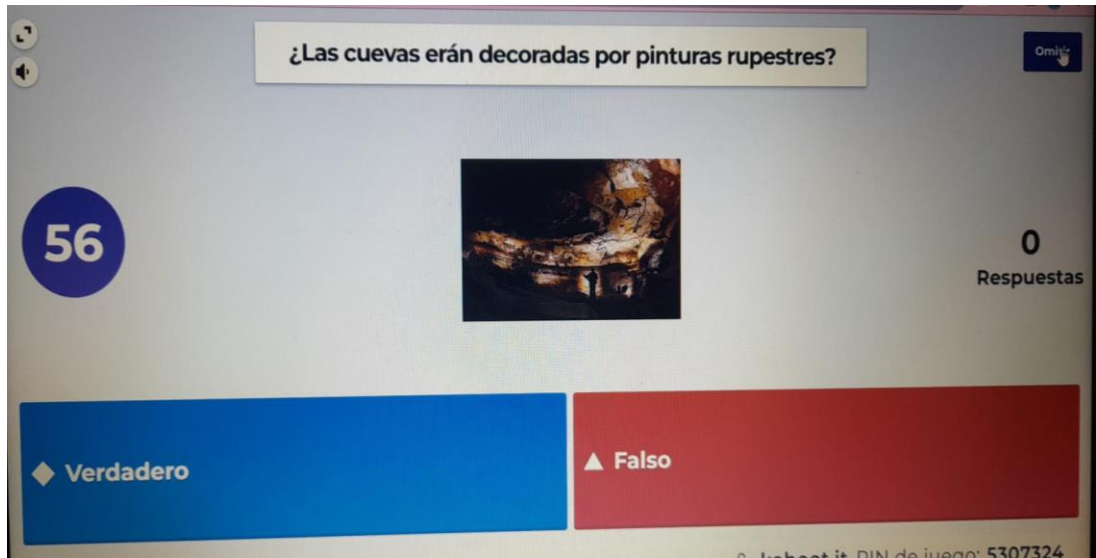 ¿Las cuevas erán decoradas por pinturas rupestres?
Omitir
56
0
Respuestas
Verdadero
Falso
kahoot.it PIN de juego: 5307324